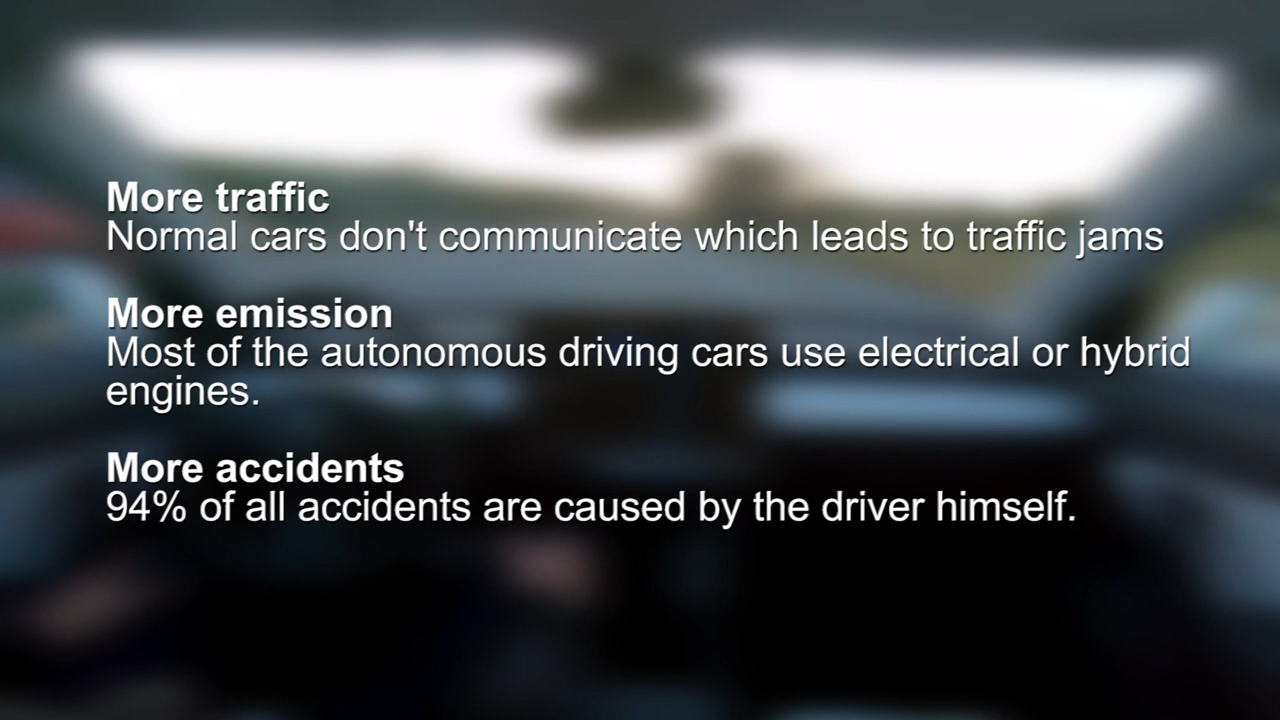 More traffic
Normal cars don't communicate which leads to traffic jams
More emission
Most of the autonomous driving cars use electrical or hybrid
engines.
More accidents
94% of all accidents are caused by the driver himself.